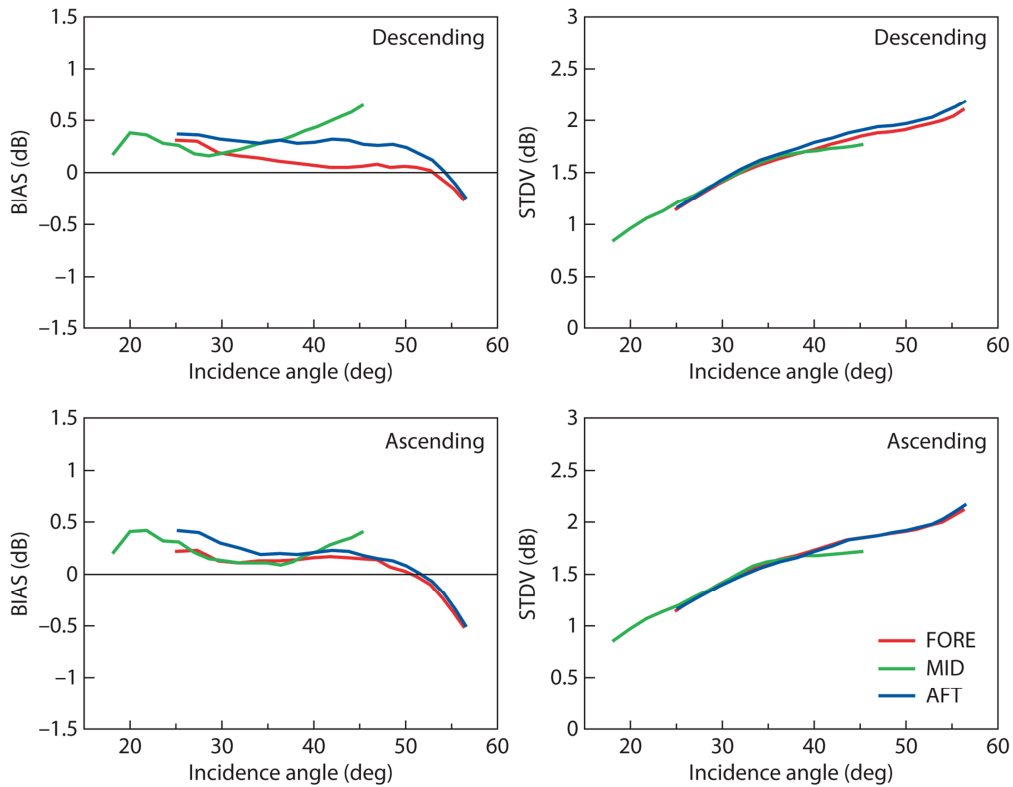 Descending
BIAS (dB)
1.5
1
0.5
0
–0.5
–1
–1.5
20 30 40 50 60
Incidence angle (deg)
Descending
STDV (dB)
3
2.5
2
1.5
1
0.5
0
20 30 40 50 60
Incidence angle (deg)
Ascending
BIAS (dB)
1.5
1
0.5
0
–0.5
–1
–1.5
20 30 40 50 60
Incidence angle (deg)
Ascending
STDV (dB)
3
2.5
2
1.5
1
0.5
0
FORE
MID
AFT
20 30 40 50 60
Incidence angle (deg)